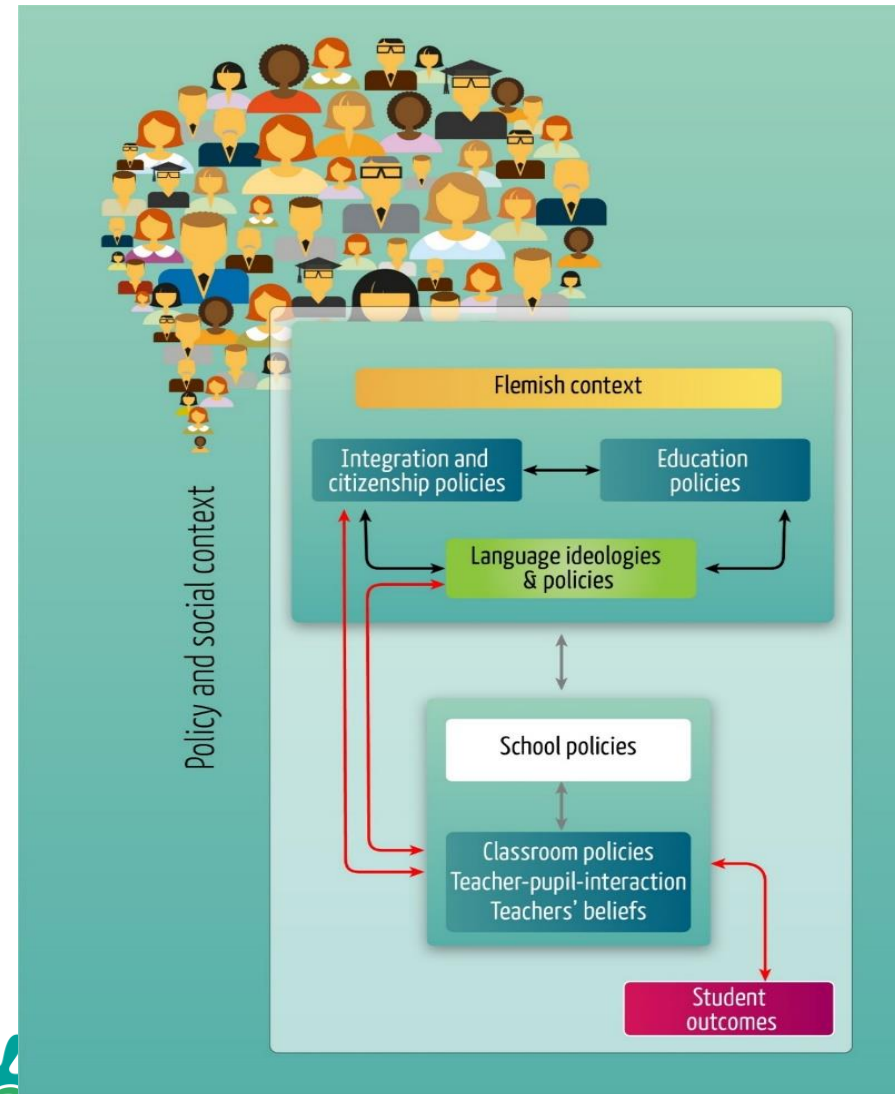 Flemish context
Integration and
citizenship policies
Education
policies
Language ideologies
& policies
Policy and social context
School policies
Classroom policies
Teacher-pupil-interaction
Teachers' beliefs
Student
outcomes